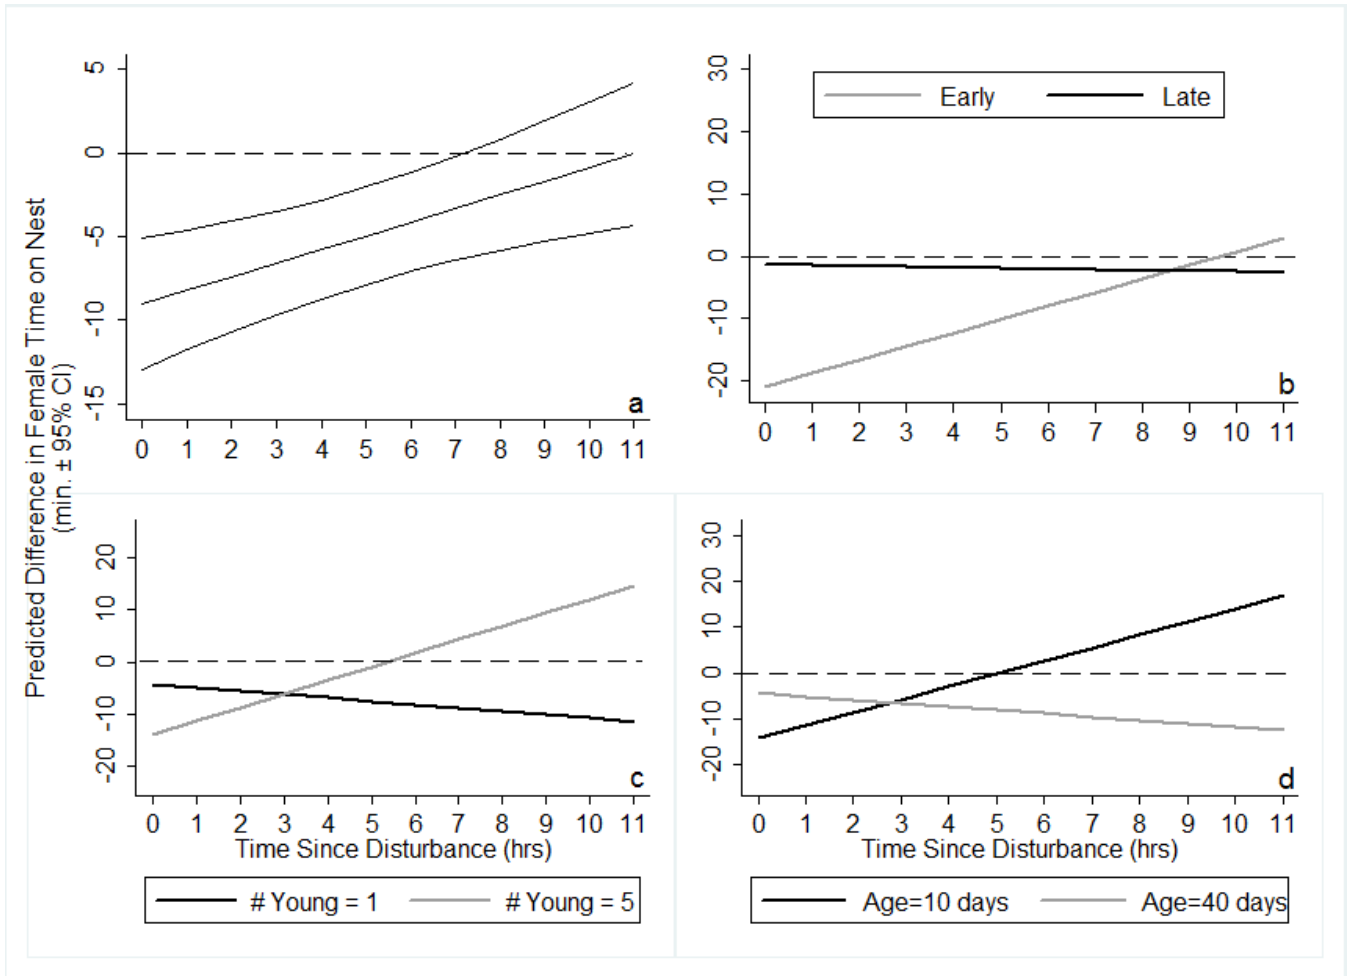 Predicted Difference in Female Time on Nest
(min. ± 95% CI)
5
0
-5
-10
-15
0 1 2 3 4 5 6 7 8 9 10 11
a
30
20
10
0
-10
-20
Early Late
0 1 2 3 4 5 6 7 8 9 10 11
b
20
10
0
-10
-20
0 1 2 3 4 5 6 7 8 9 10 11
c
Time Since Disturbance (hrs)
# Young = 1 # Young = 5
30
20
10
0
-10
-20
0 1 2 3 4 5 6 7 8 9 10 11
d
Time Since Disturbance (hrs)
Age=10 days Age=40 days